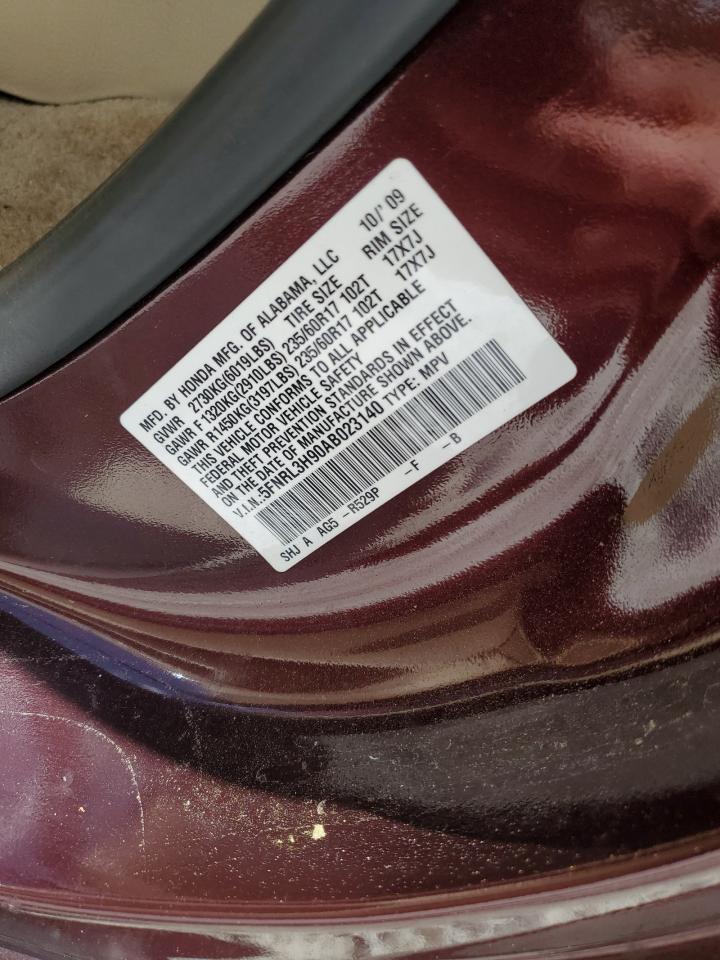 MFD. BY HONDA MFG. OF ALABAMA, LLC 10/'09
GVWR 2730KG(6019LBS) TIRE SIZE RIM SIZE
GAWR F 1320KG(2910LBS) 235/60R17 102T 17X7J
GAWR R1450KG(3197LBS) 235/60R17 102T 17X7J
THIS VEHICLE CONFORMS TO ALL APPLICABLE
FEDERAL MOTOR VEHICLE SAFETY
AND THEFT PREVENTION STANDARDS IN EFFECT
ON THE DATE OF MANUFACTURE SHOWN ABOVE.
V.I.N.:5FNRL3H90AB023140 TYPE: MPV
SHJ A AG5 -R529P -F -B